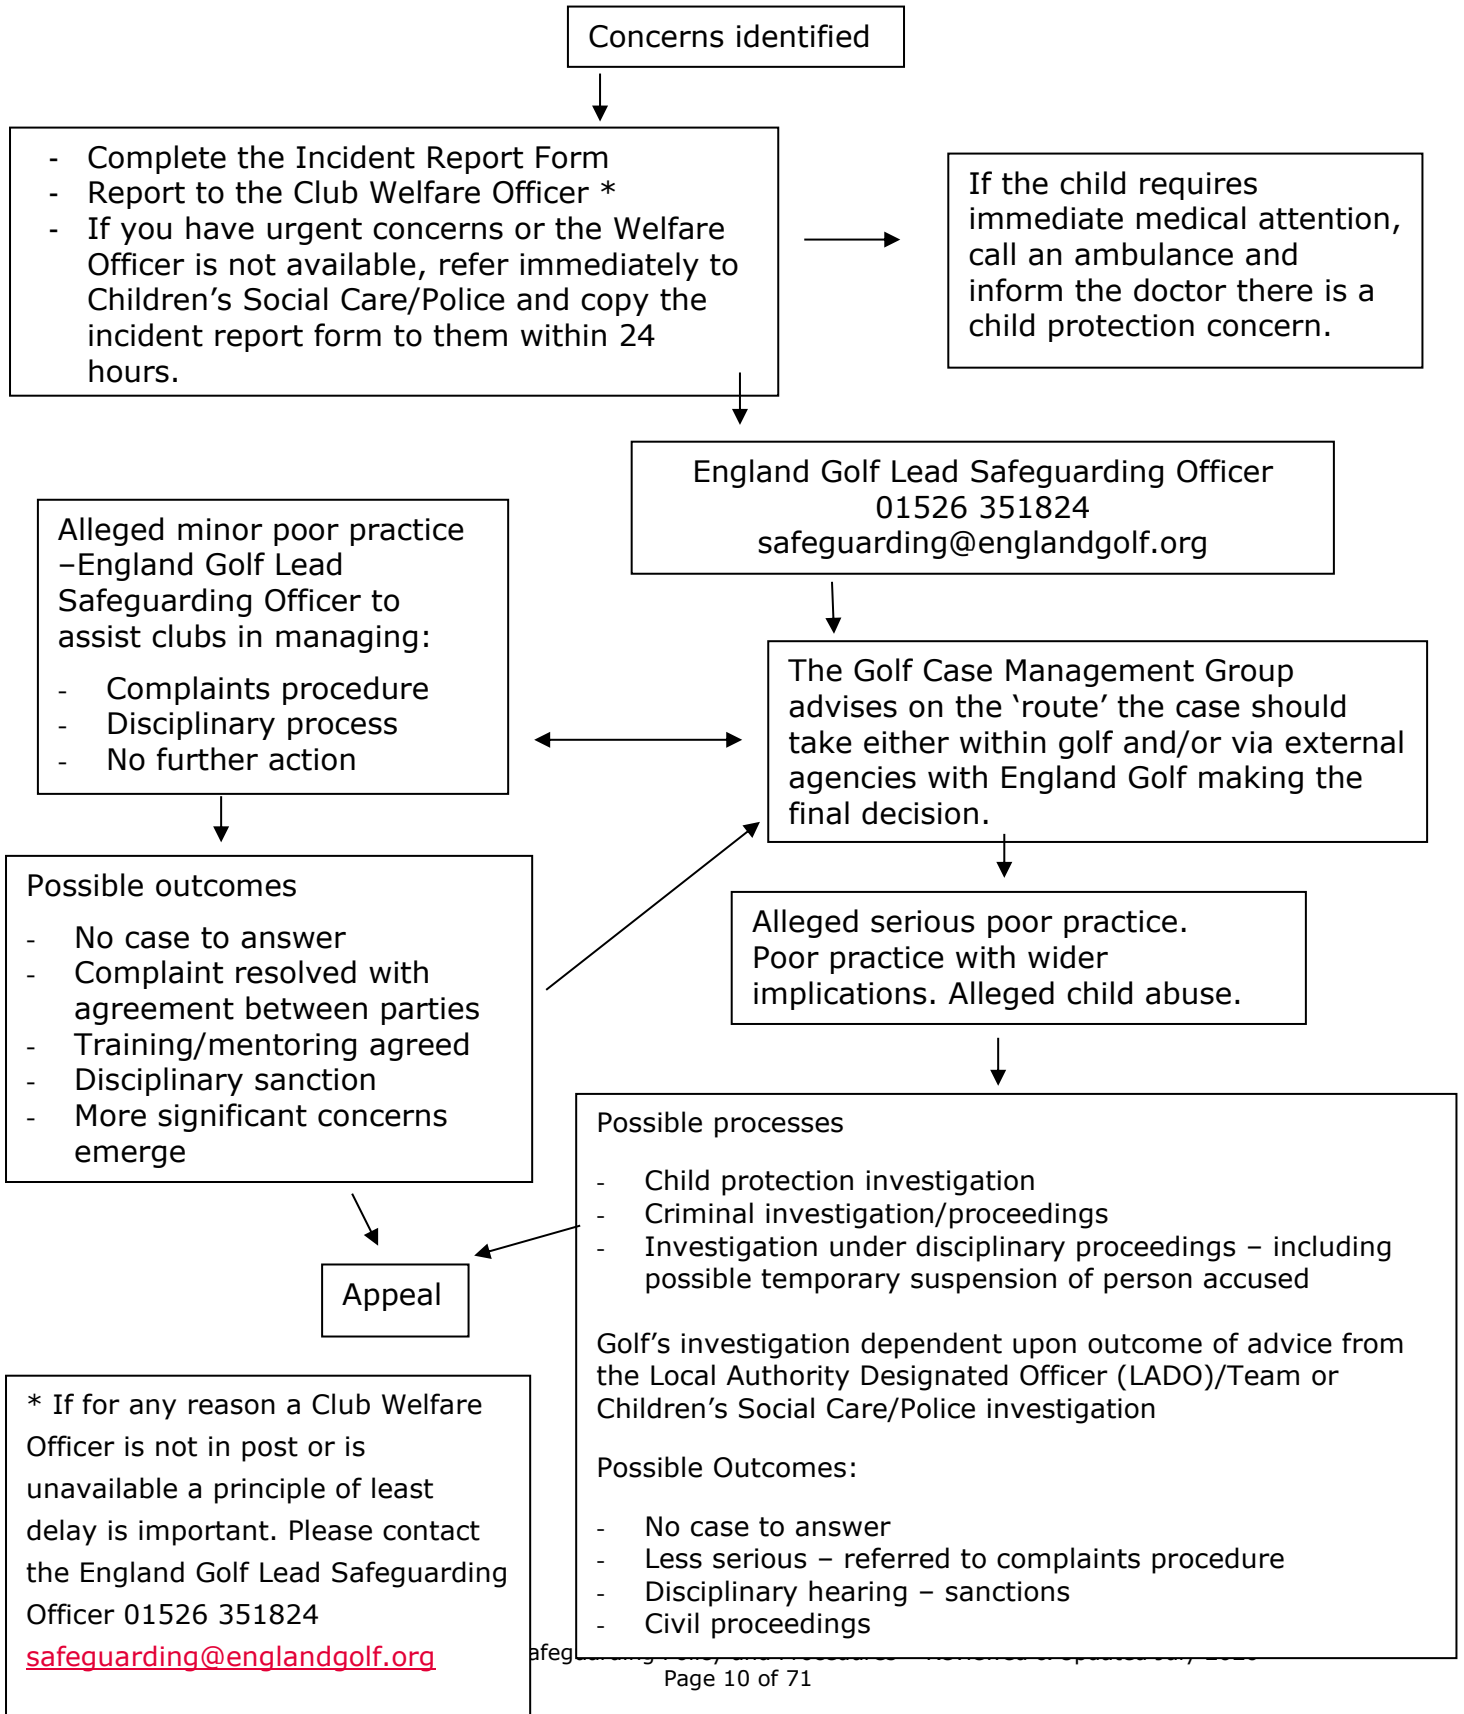 Concerns identified
- Complete the Incident Report Form
- Report to the Club Welfare Officer *
- If you have urgent concerns or the Welfare
Officer is not available, refer immediately to
Children’s Social Care/Police and copy the
incident report form to them within 24
hours.
If the child requires
immediate medical attention,
call an ambulance and
inform the doctor there is a
child protection concern.
England Golf Lead Safeguarding Officer
01526 351824
safeguarding@englandgolf.org
Alleged minor poor practice
–England Golf Lead
Safeguarding Officer to
assist clubs in managing:
- Complaints procedure
- Disciplinary process
- No further action
The Golf Case Management Group
advises on the ‘route’ the case should
take either within golf and/or via external
agencies with England Golf making the
final decision.
Possible outcomes
- No case to answer
- Complaint resolved with
agreement between parties
- Training/mentoring agreed
- Disciplinary sanction
- More significant concerns
emerge
Alleged serious poor practice.
Poor practice with wider
implications. Alleged child abuse.
Possible processes
- Child protection investigation
- Criminal investigation/proceedings
- Investigation under disciplinary proceedings – including
possible temporary suspension of person accused
Golf’s investigation dependent upon outcome of advice from
the Local Authority Designated Officer (LADO)/Team or
Children’s Social Care/Police investigation
Possible Outcomes:
- No case to answer
- Less serious – referred to complaints procedure
- Disciplinary hearing – sanctions
- Civil proceedings
Appeal
* If for any reason a Club Welfare
Officer is not in post or is
unavailable a principle of least
delay is important. Please contact
the England Golf Lead Safeguarding
Officer 01526 351824
safeguarding@englandgolf.org
Page 10 of 71